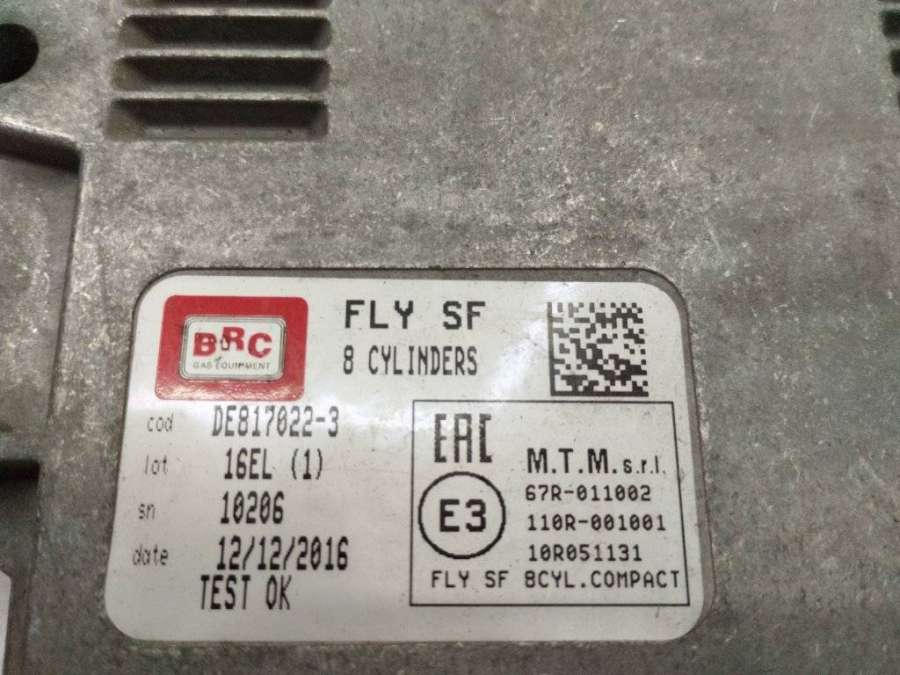 BRC
GAS EQUIPMENT
FLY SF
8 CYLINDERS
cod DE817022-3
lot 16EL (1)
sn 10206
date 12/12/2016
TEST OK
EAC
E3
M.T.M. s.r.l.
67R-011002
110R-001001
10R051131
FLY SF 8CYL.COMPACT